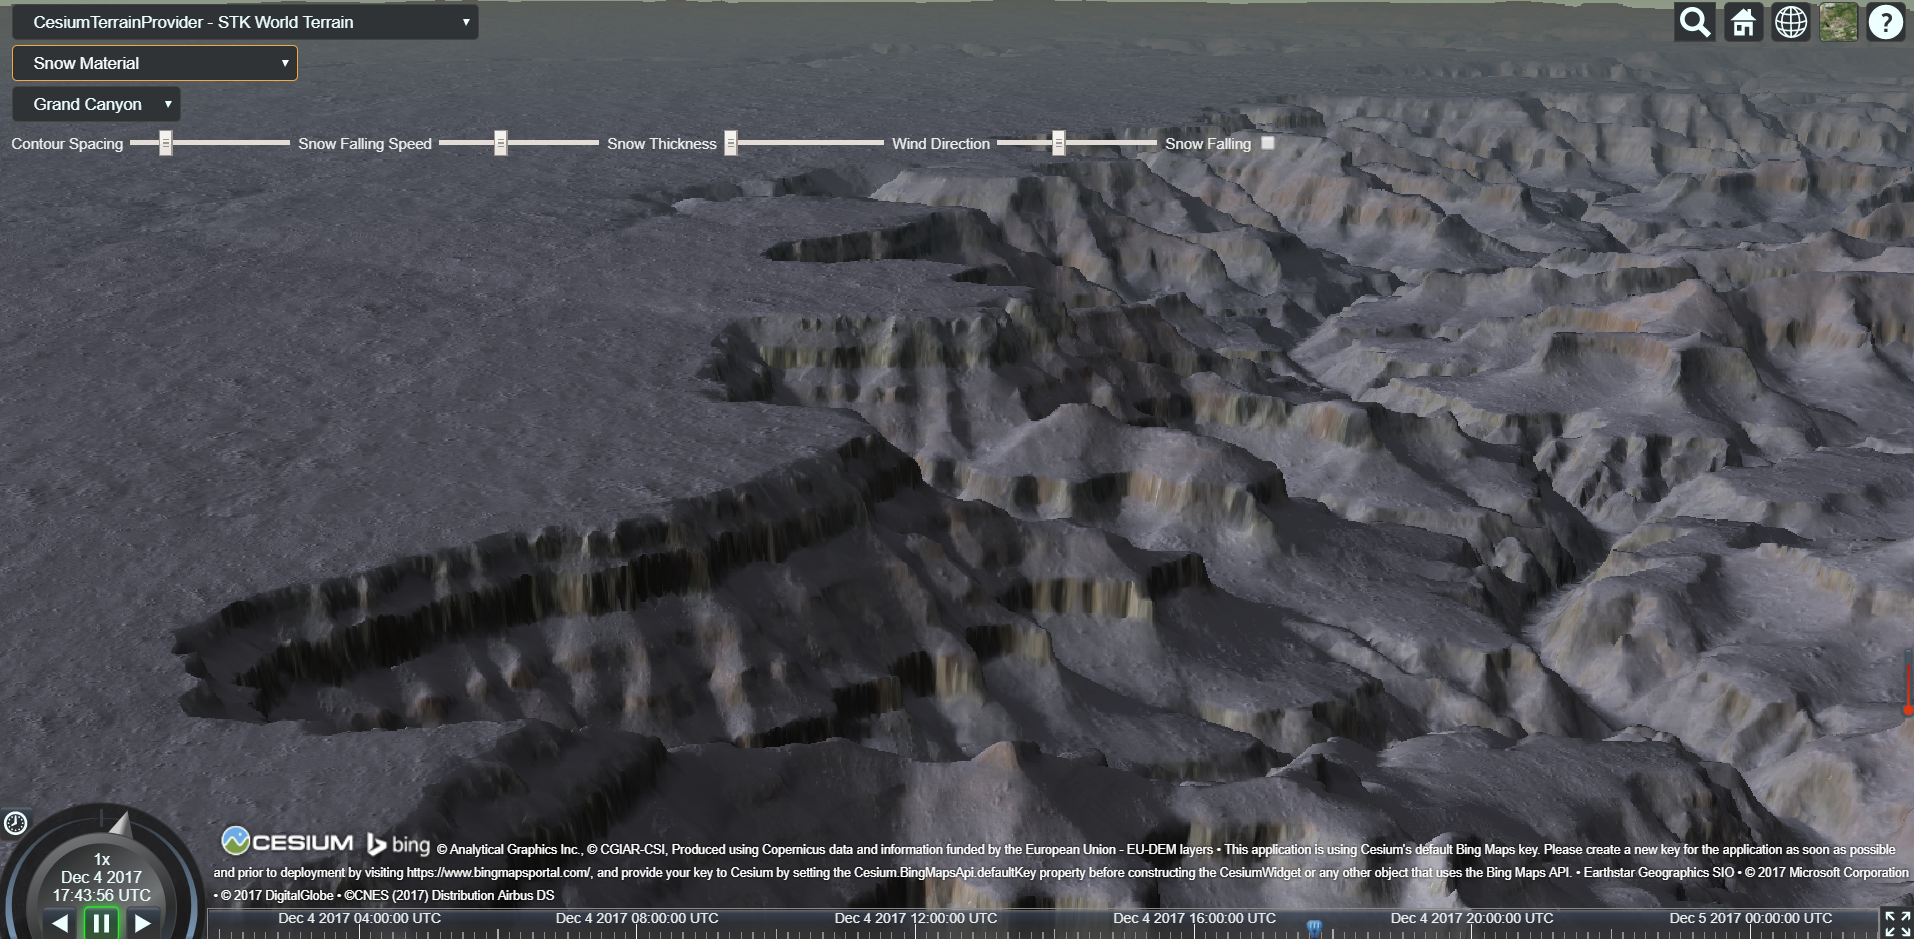 CesiumTerrainProvider - STK World Terrain
Snow Material
Grand Canyon
Contour Spacing Snow Falling Speed Snow Thickness Wind Direction Snow Falling
?
1x
Dec 4 2017
17:43:56 UTC
CESIUM bing © Analytical Graphics Inc., © CGIAR-CSI, Produced using Copernicus data and information funded by the European Union - EU-DEM layers • This application is using Cesium's default Bing Maps key. Please create a new key for the application as soon as possible
and prior to deployment by visiting https://www.bingmapsportal.com/, and provide your key to Cesium by setting the Cesium.BingMapsApi.defaultKey property before constructing the CesiumWidget or any other object that uses the Bing Maps API. • Earthstar Geographics SIO • © 2017 Microsoft Corporation
• © 2017 DigitalGlobe • ©CNES (2017) Distribution Airbus DS
Dec 4 2017 04:00:00 UTC Dec 4 2017 08:00:00 UTC Dec 4 2017 12:00:00 UTC Dec 4 2017 16:00:00 UTC Dec 4 2017 20:00:00 UTC Dec 5 2017 00:00:00 UTC